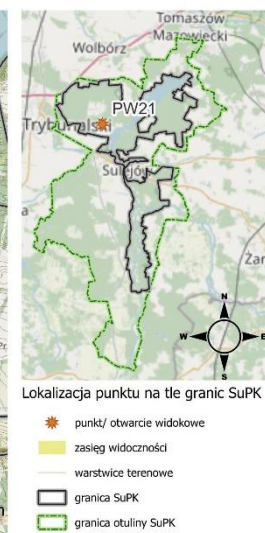 Tomaszów
Mazowiecki
Wolbórz
PW21
Trybunalski
Sulejów
Żar
N
W E
S
Lokalizacja punktu na tle granic SuPK
punkt/ otwarcie widokowe
zasięg widoczności
warstwice terenowe
granica SuPK
granica otuliny SuPK